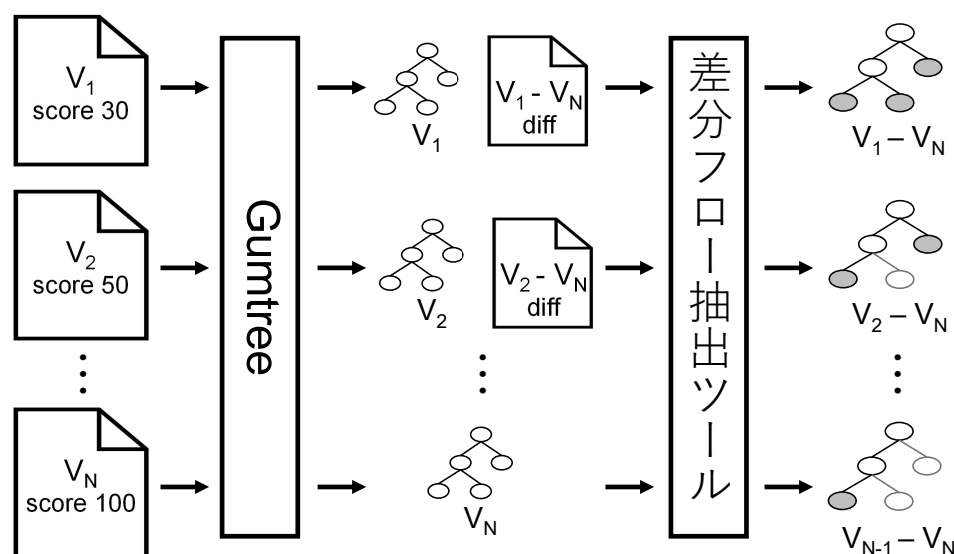 V1
score 30
V2
score 50
⋮
VN
score 100
Gumtree
V1
V1 - VN
diff
V2
V2 - VN
diff
⋮
VN
差分フロー抽出ツール
V1 – VN
V2 – VN
⋮
VN-1 – VN